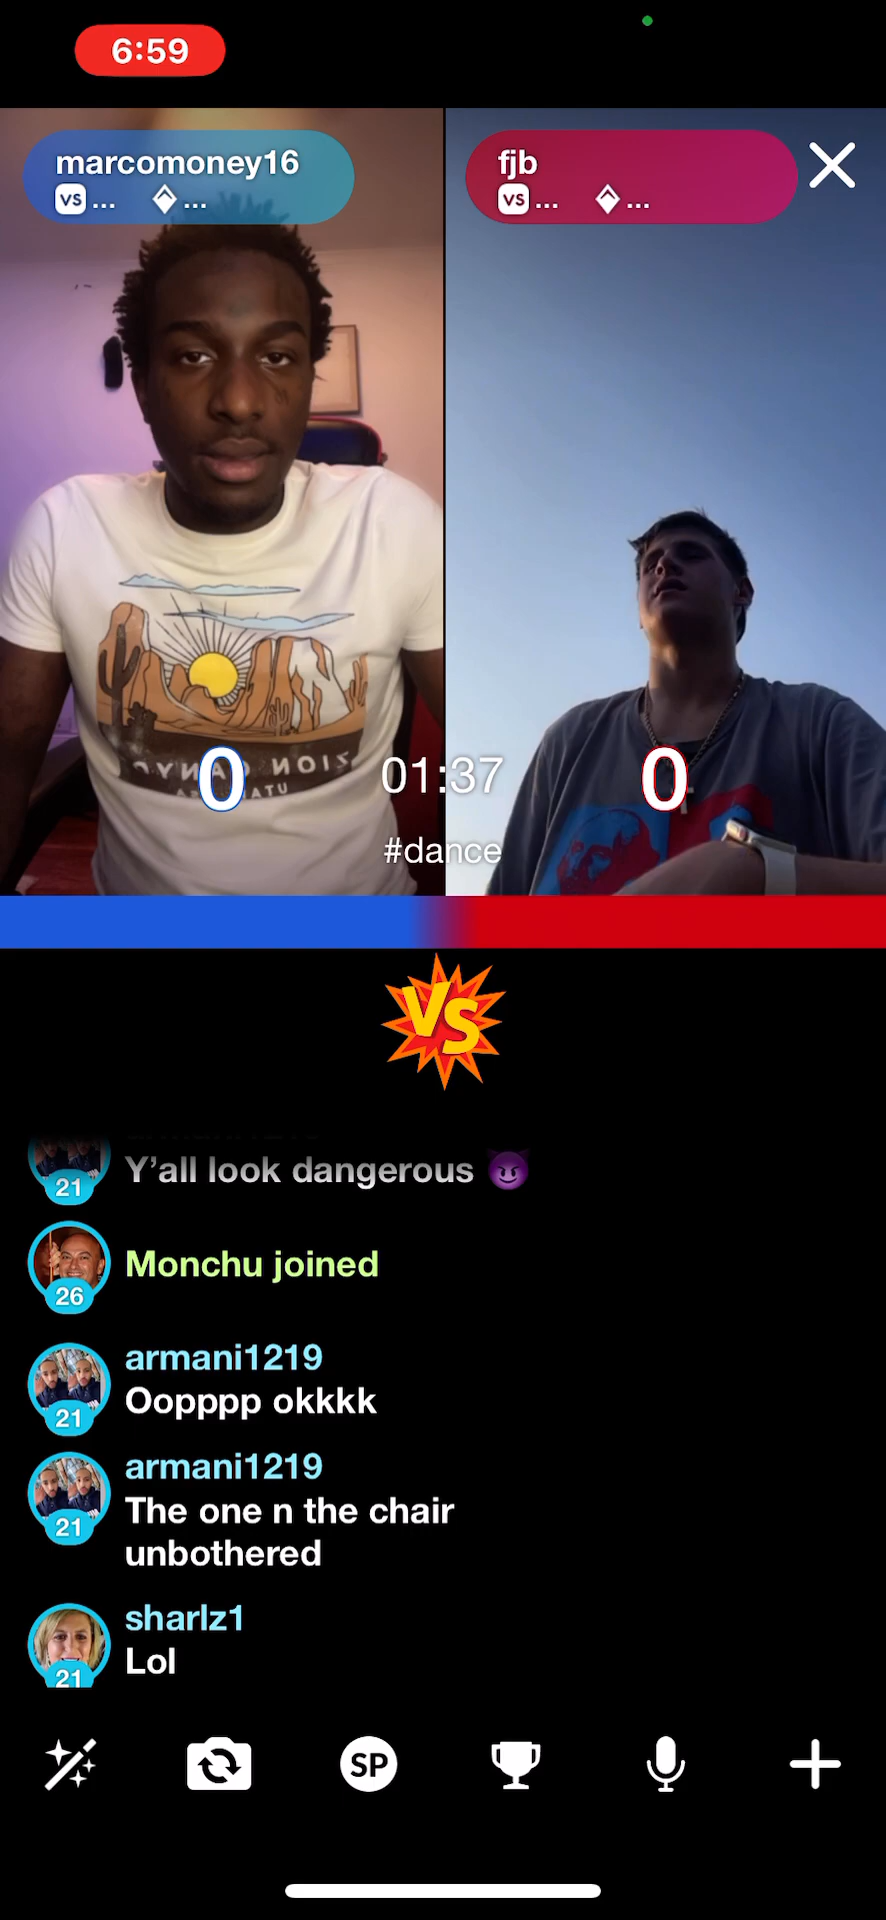 6:59
marcomoney16
fjb
VS ...
...
VS ...
...
0
01:37
0
#dance
VS
Y’all look dangerous 😈
21
Monchu joined
26
armani1219
Oopppp okkkk
21
armani1219
The one n the chair
unbothered
21
sharlz1
Lol
21
SP